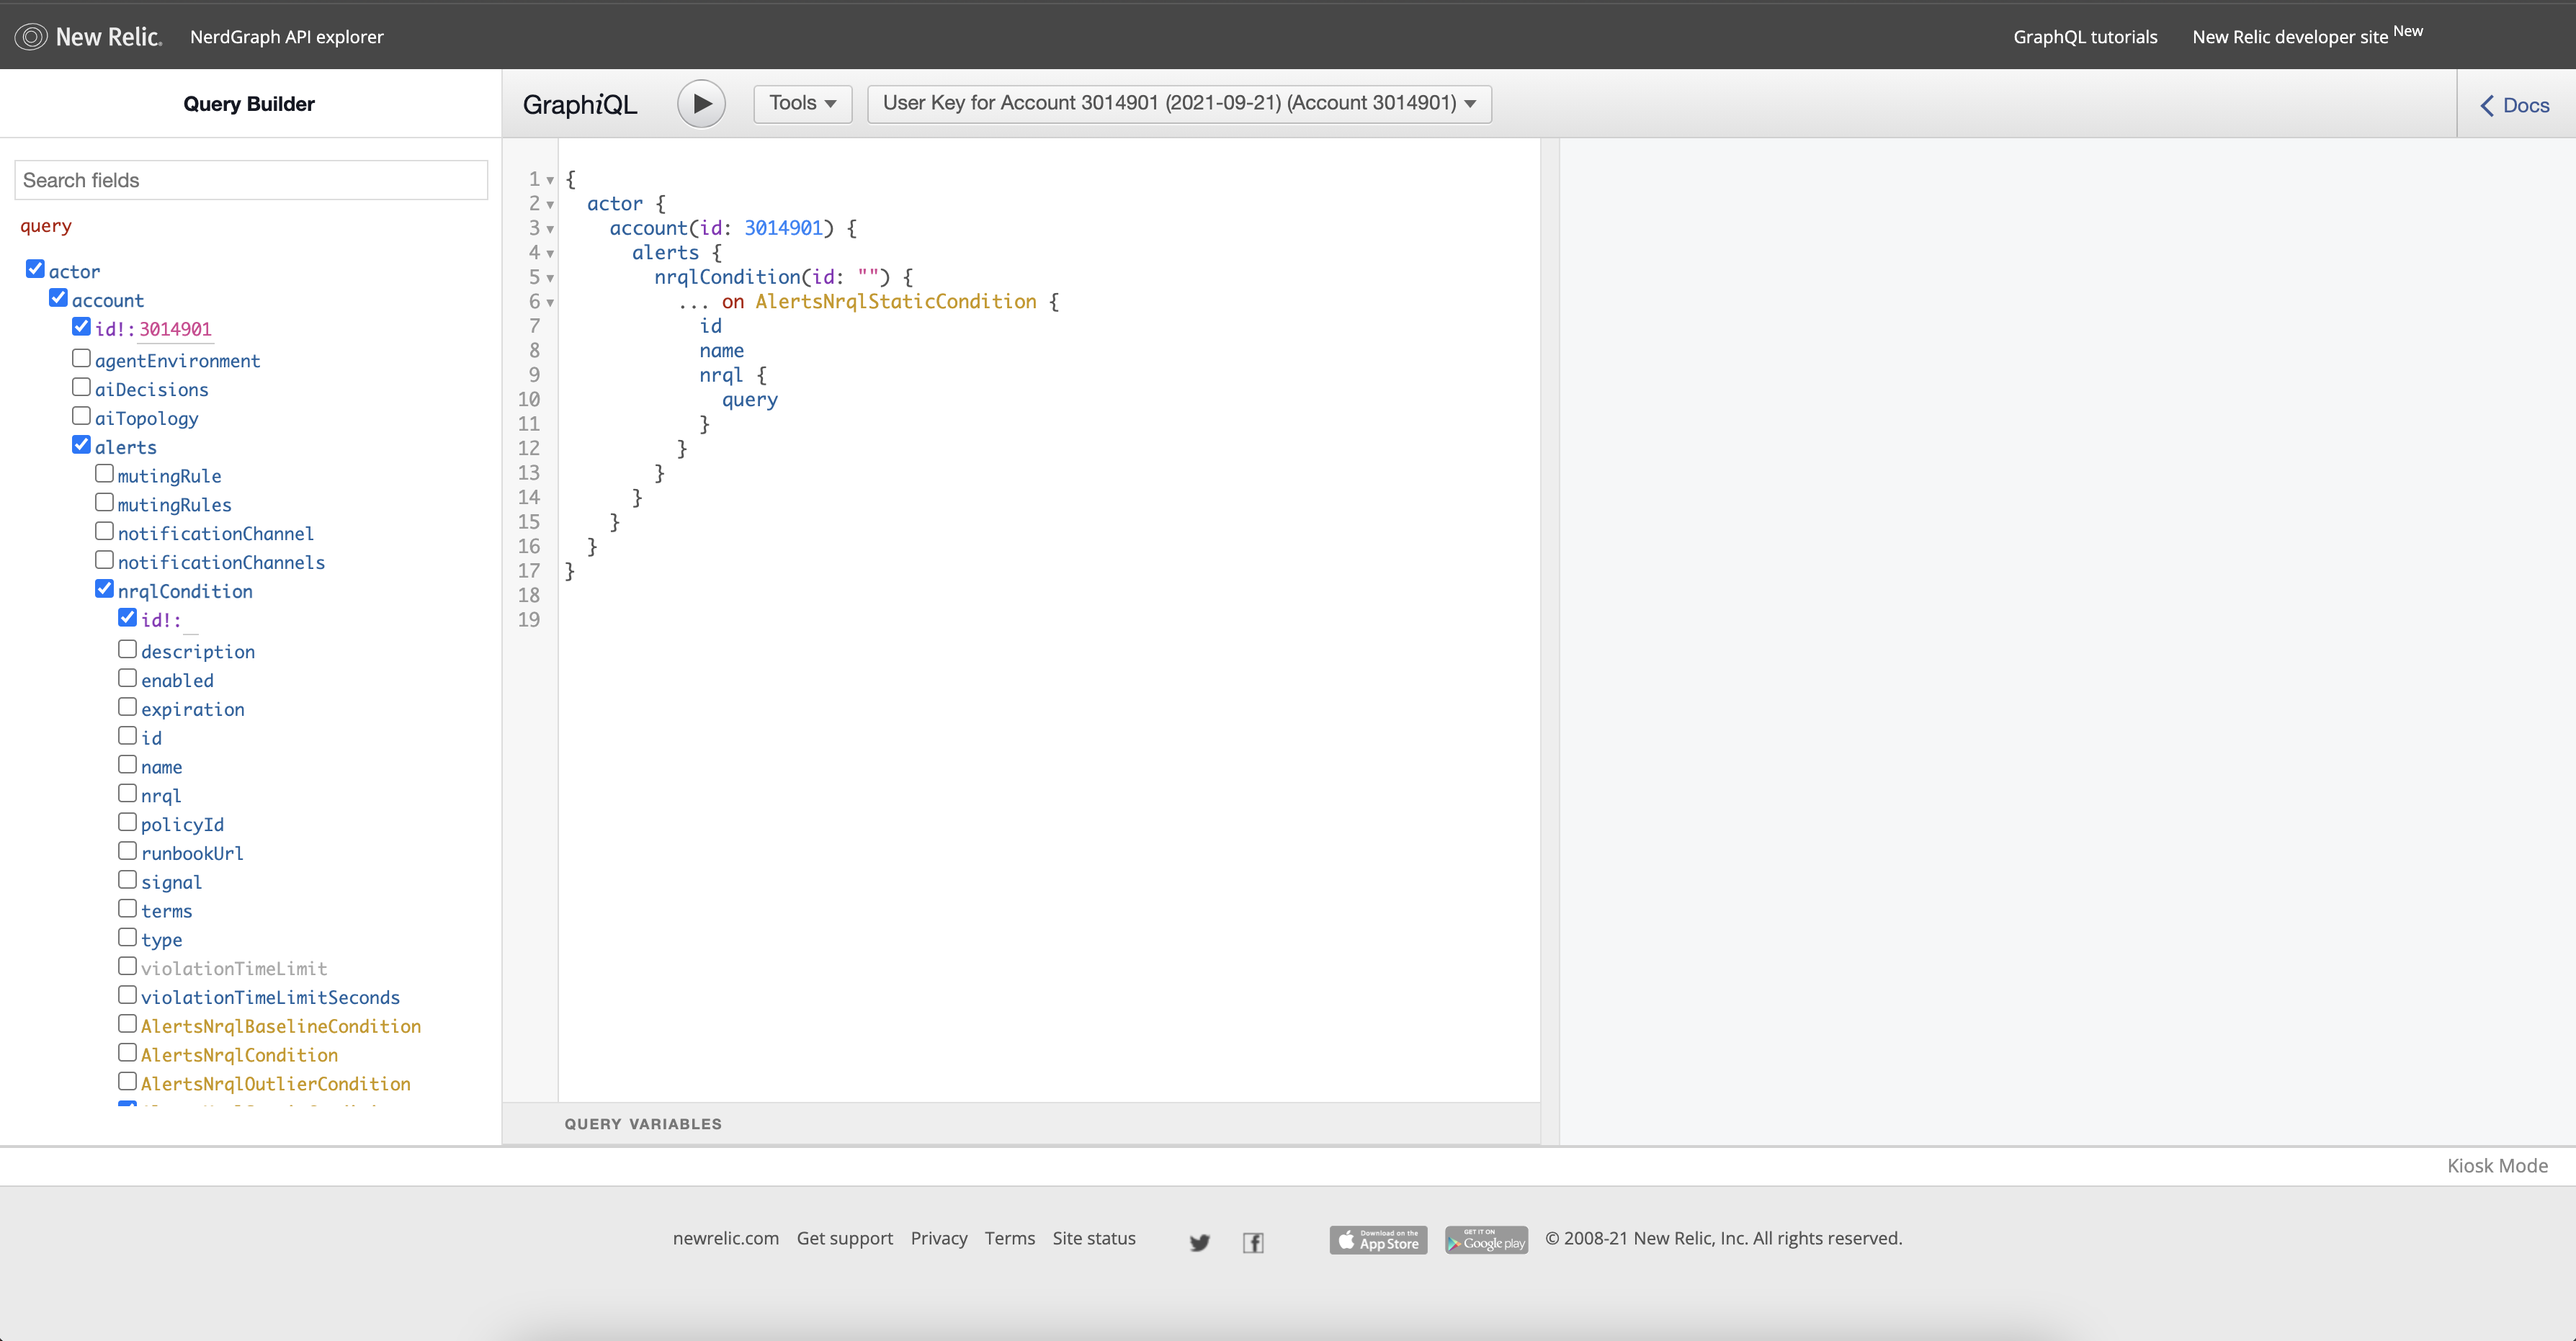 New Relic. NerdGraph API explorer GraphQL tutorials New Relic developer site New
Query Builder
GraphiQL Tools User Key for Account 3014901 (2021-09-21) (Account 3014901) Docs
Search fields
query
actor
account
id!: 3014901
agentEnvironment
aiDecisions
aiTopology
alerts
mutingRule
mutingRules
notificationChannel
notificationChannels
nrqlCondition
id!:
description
enabled
expiration
id
name
nrql
policyId
runbookUrl
signal
terms
type
violationTimeLimit
violationTimeLimitSeconds
AlertsNrqlBaselineCondition
AlertsNrqlCondition
AlertsNrqlOutlierCondition
1 {
2 actor {
3 account(id: 3014901) {
4 alerts {
5 nrqlCondition(id: "") {
6 ... on AlertsNrqlStaticCondition {
7 id
8 name
9 nrql {
10 query
11 }
12 }
13 }
14 }
15 }
16 }
17 }
18
19
QUERY VARIABLES
Kiosk Mode
newrelic.com Get support Privacy Terms Site status Download on the App Store GET IT ON Google play © 2008-21 New Relic, Inc. All rights reserved.